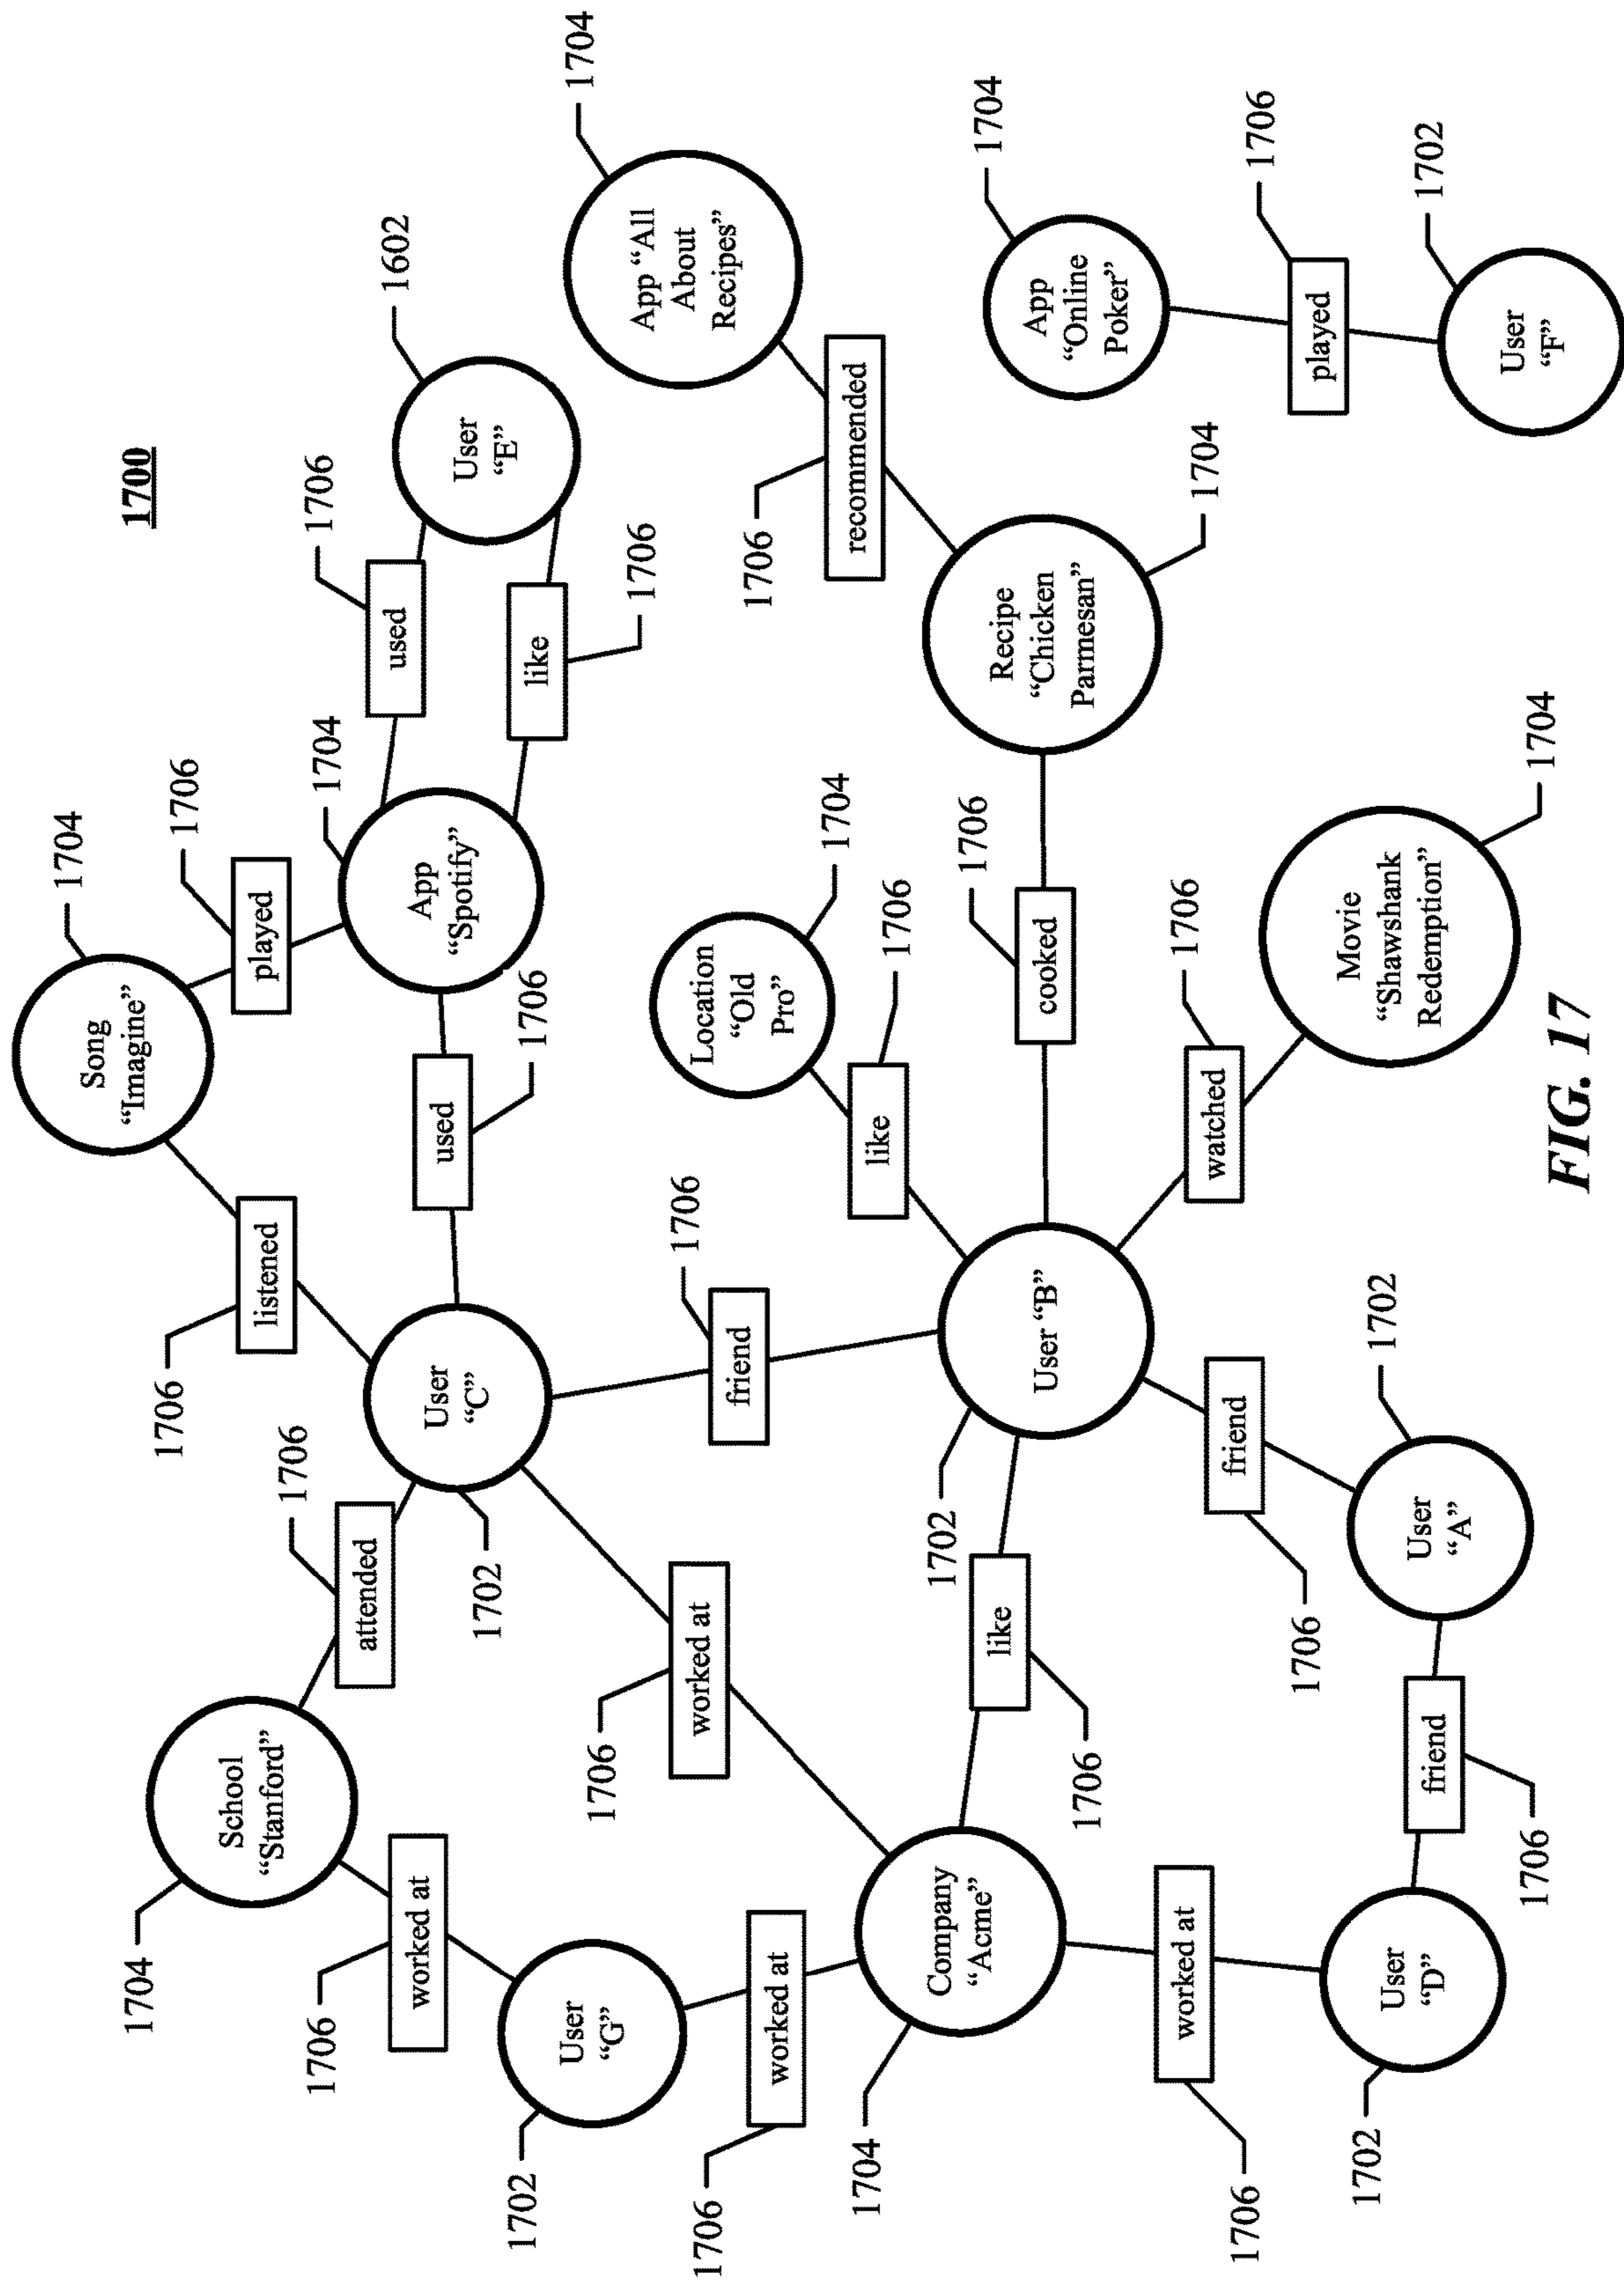 1700
Song
“Imagine”
1704
played
1706
listened
1706
School
“Stanford”
1704
attended
1706
worked at
1706
User
“G”
1702
User
“C”
1702
used
1706
App
“Spotify”
1704
used
1706
like
1706
User
“E”
1602
worked at
1706
worked at
1706
friend
1706
Location
“Old
Pro”
1704
like
1706
App “All
About
Recipes”
1704
recommended
1706
Company
“Acme”
1704
like
1706
User “B”
1702
cooked
1706
Recipe
“Chicken
Parmesan”
1704
App
“Online
Poker”
1704
worked at
1706
friend
1706
watched
1706
played
1706
User
“D”
1702
friend
1706
User
“A”
1702
Movie
“Shawshank
Redemption”
1704
User
“F”
1702
FIG. 17